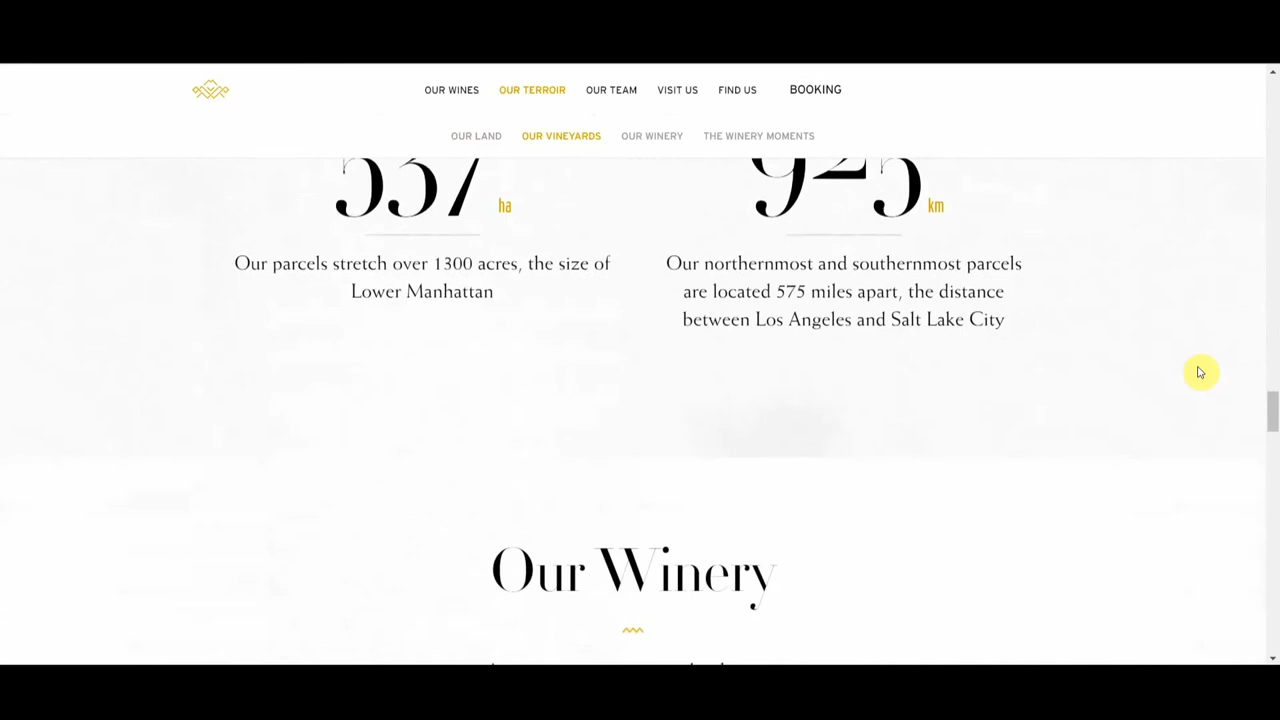 OUR WINES OUR TERROIR OUR TEAM VISIT US FIND US BOOKING
OUR LAND OUR VINEYARDS OUR WINERY THE WINERY MOMENTS
537 ha
925 km
Our parcels stretch over 1300 acres, the size of
Lower Manhattan
Our northernmost and southernmost parcels
are located 575 miles apart, the distance
between Los Angeles and Salt Lake City
Our Winery